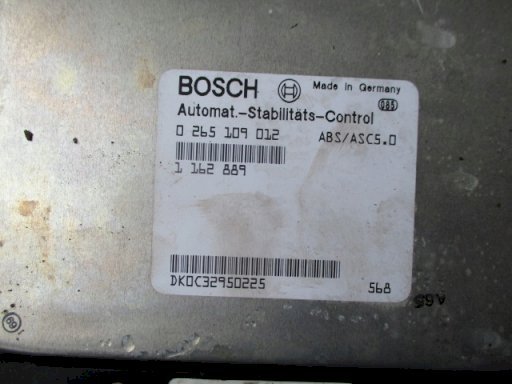 BOSCH Made in Germany
Automat.-Stabilitäts-Control
0 265 109 012 ABS/ASC5.0
1 162 889
DKOC32950225 568
A65